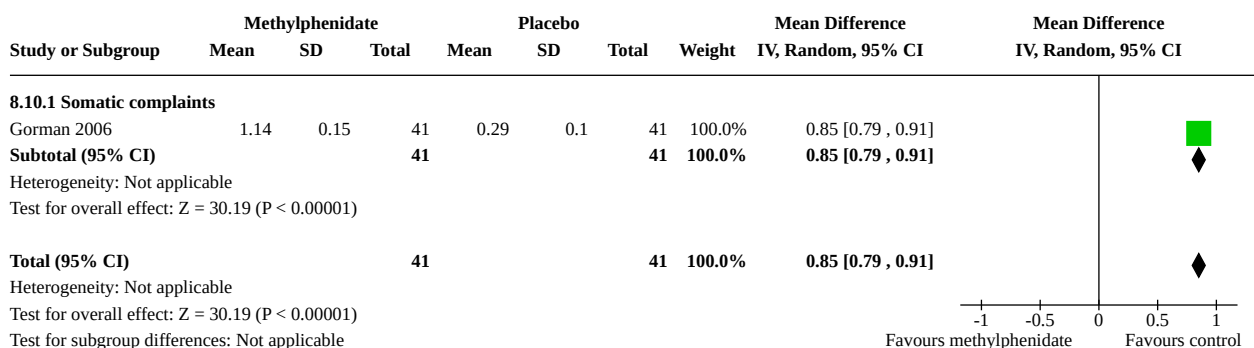 Methylphenidate Placebo Mean Difference Mean Difference
Study or Subgroup Mean SD Total Mean SD Total Weight IV, Random, 95% CI IV, Random, 95% CI
8.10.1 Somatic complaints
Gorman 2006 1.14 0.15 41 0.29 0.1 41 100.0% 0.85 [0.79 , 0.91]
Subtotal (95% CI) 41 41 100.0% 0.85 [0.79 , 0.91]
Heterogeneity: Not applicable
Test for overall effect: Z = 30.19 (P < 0.00001)
Total (95% CI) 41 41 100.0% 0.85 [0.79 , 0.91]
Heterogeneity: Not applicable
Test for overall effect: Z = 30.19 (P < 0.00001) -1 -0.5 0 0.5 1
Test for subgroup differences: Not applicable Favours methylphenidate Favours control